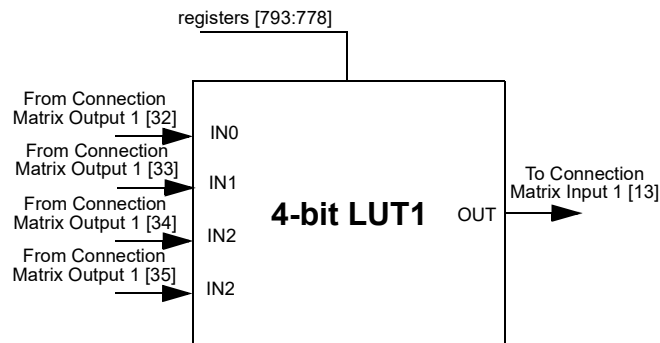 registers [793:778]
From Connection
Matrix Output 1 [32]
IN0
From Connection
Matrix Output 1 [33]
IN1
From Connection
Matrix Output 1 [34]
IN2
From Connection
Matrix Output 1 [35]
IN2
4-bit LUT1
OUT
To Connection
Matrix Input 1 [13]